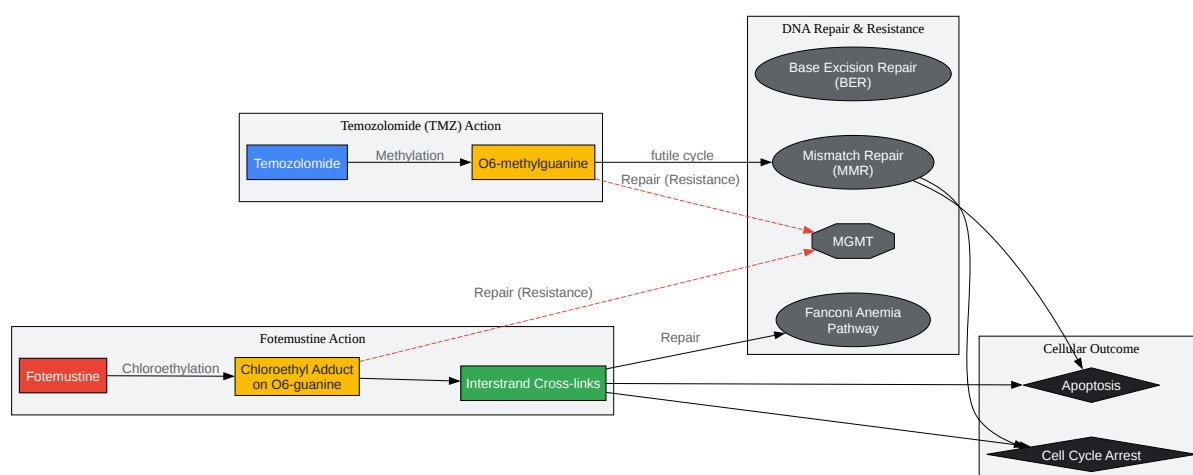 DNA Repair & Resistance
Base Excision Repair
(BER)
Temozolomide (TMZ) Action
Temozolomide
Methylation
O6-methylguanine
futile cycle
Mismatch Repair
(MMR)
Repair (Resistance)
MGMT
Repair (Resistance)
Fanconi Anemia
Pathway
Fotemustine Action
Fotemustine
Chloroethylation
Chloroethyl Adduct
on O6-guanine
Interstrand Cross-links
Repair
Cellular Outcome
Apoptosis
Cell Cycle Arrest